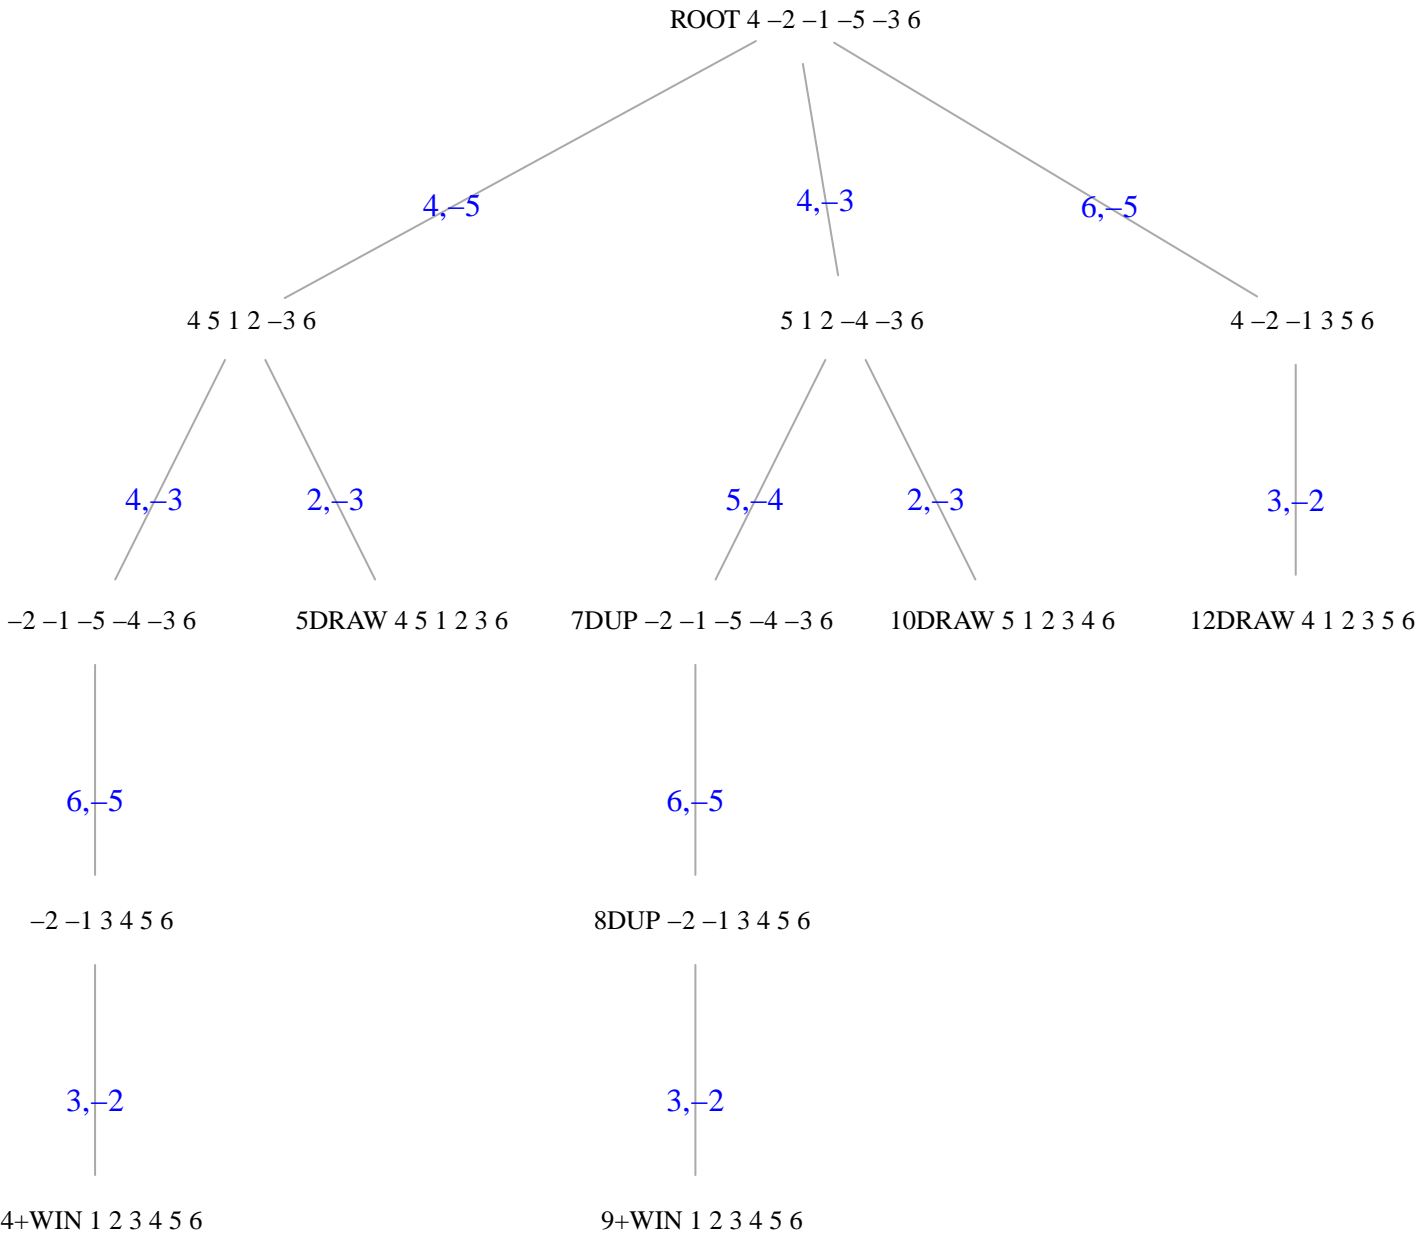 ROOT 4 –2 –1 –5 –3 6
4,–5
4,–3
6,–5
4 5 1 2 –3 6
5 1 2 –4 –3 6
4 –2 –1 3 5 6
4,–3
2,–3
5,–4
2,–3
3,–2
–2 –1 –5 –4 –3 6
5DRAW 4 5 1 2 3 6
7DUP –2 –1 –5 –4 –3 6
10DRAW 5 1 2 3 4 6
12DRAW 4 1 2 3 5 6
6,–5
6,–5
–2 –1 3 4 5 6
8DUP –2 –1 3 4 5 6
3,–2
3,–2
4+WIN 1 2 3 4 5 6
9+WIN 1 2 3 4 5 6